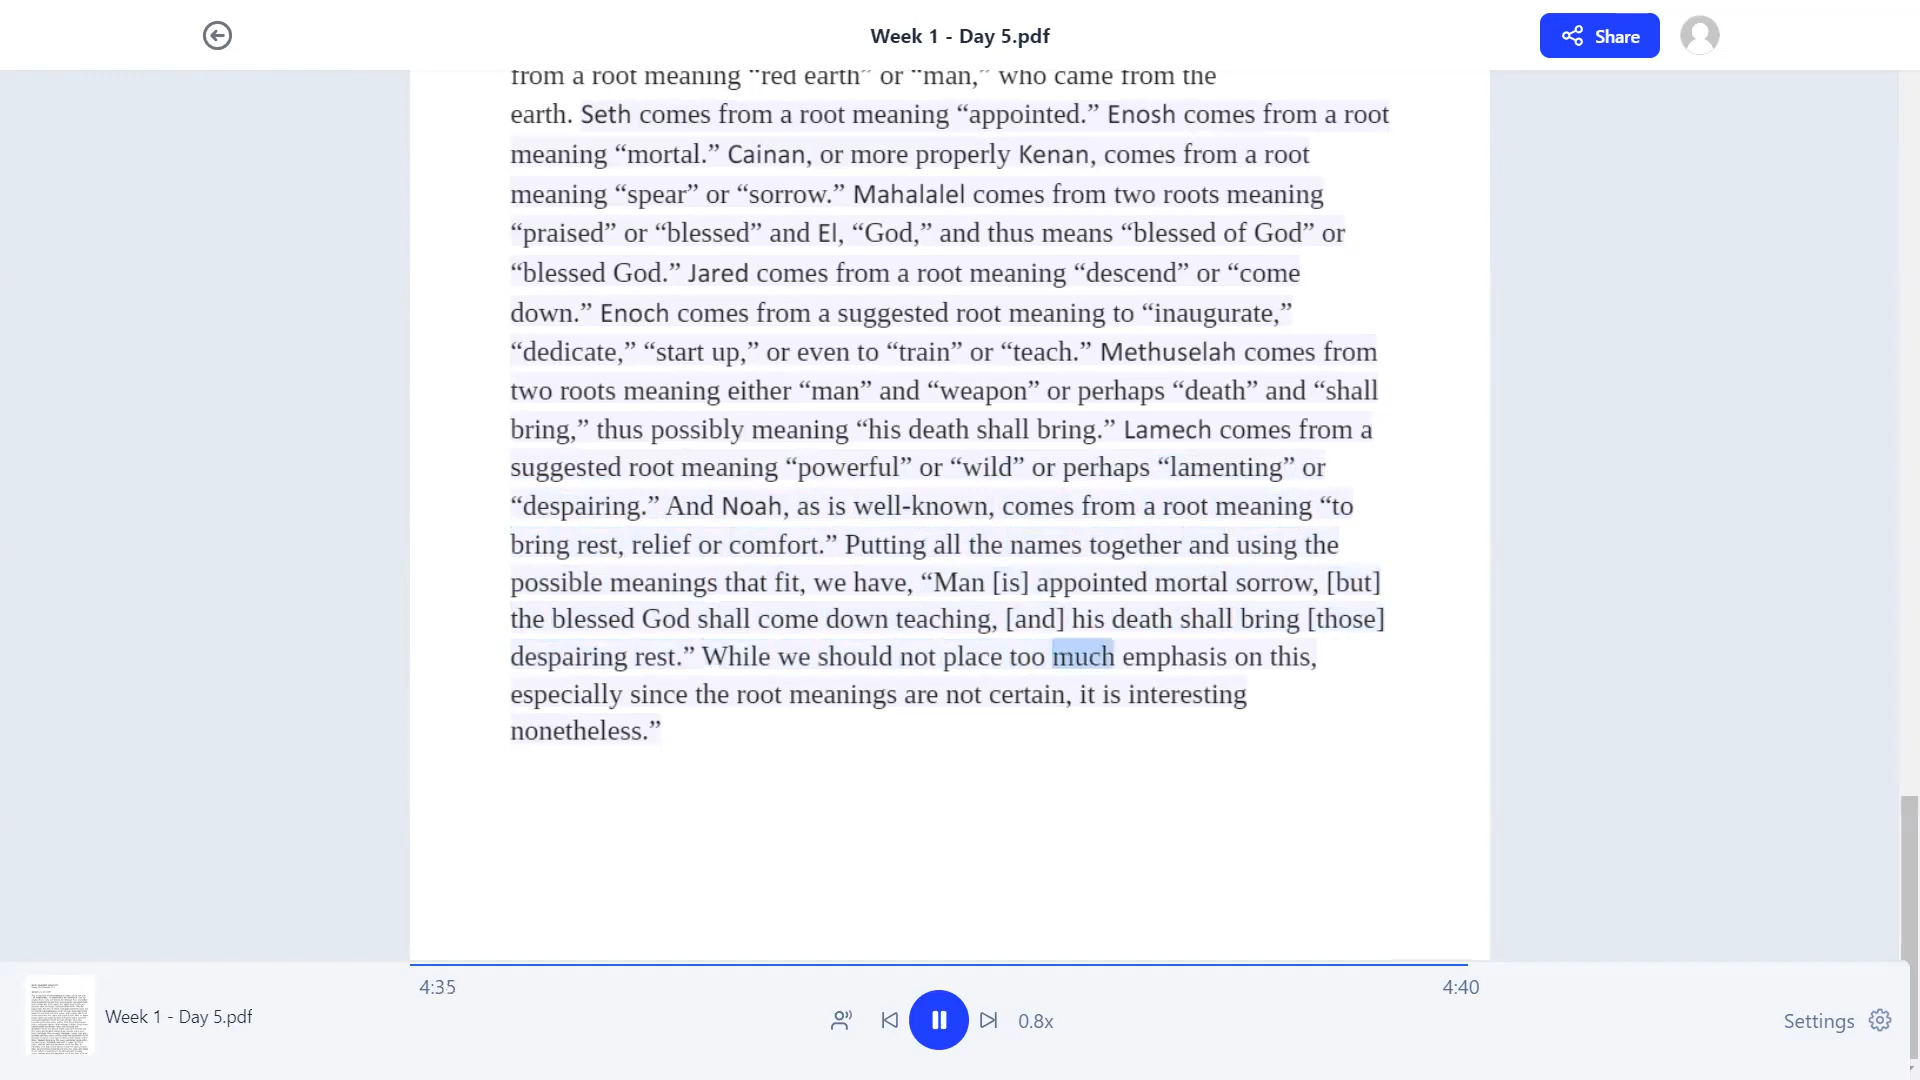 Week 1 - Day 5.pdf
Share
from a root meaning “red earth” or “man,” who came from the
earth. Seth comes from a root meaning “appointed.” Enosh comes from a root
meaning “mortal.” Cainan, or more properly Kenan, comes from a root
meaning “spear” or “sorrow.” Mahalalel comes from two roots meaning
“praised” or “blessed” and El, “God,” and thus means “blessed of God” or
“blessed God.” Jared comes from a root meaning “descend” or “come
down.” Enoch comes from a suggested root meaning to “inaugurate,”
“dedicate,” “start up,” or even to “train” or “teach.” Methuselah comes from
two roots meaning either “man” and “weapon” or perhaps “death” and “shall
bring,” thus possibly meaning “his death shall bring.” Lamech comes from a
suggested root meaning “powerful” or “wild” or perhaps “lamenting” or
“despairing.” And Noah, as is well-known, comes from a root meaning “to
bring rest, relief or comfort.” Putting all the names together and using the
possible meanings that fit, we have, “Man [is] appointed mortal sorrow, [but]
the blessed God shall come down teaching, [and] his death shall bring [those]
despairing rest.” While we should not place too much emphasis on this,
especially since the root meanings are not certain, it is interesting
nonetheless.”
4:35
4:40
Week 1 - Day 5.pdf
0.8x
Settings